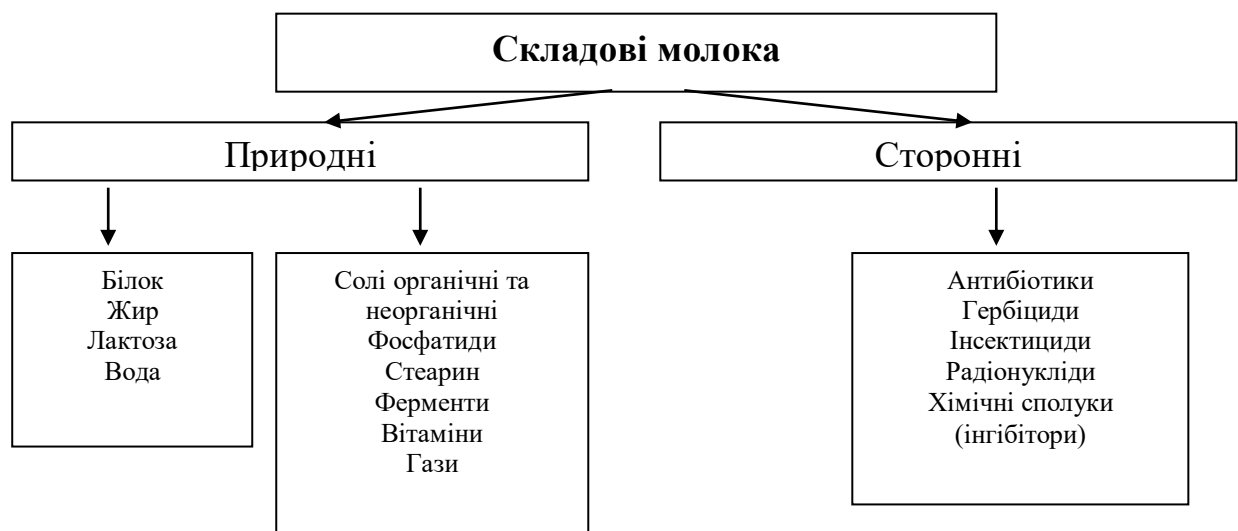 Складові молока
Природні
Сторонні
Білок
Жир
Лактоза
Вода
Солі органічні та
неорганічні
Фосфатиди
Стеарин
Ферменти
Вітаміни
Гази
Антибіотики
Гербіциди
Інсектициди
Радіонукліди
Хімічні сполуки
(інгібітори)